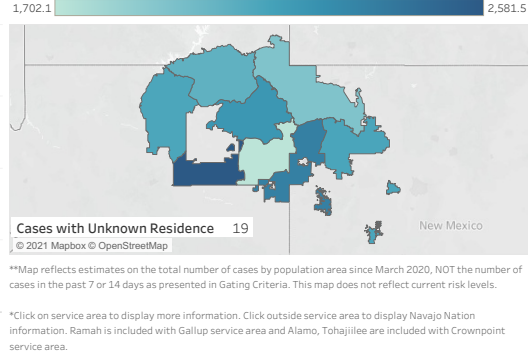 1,702.1 2,581.5
New Mexico
Cases with Unknown Residence 19
© 2021 Mapbox © OpenStreetMap
**Map reflects estimates on the total number of cases by population area since March 2020, NOT the number of
cases in the past 7 or 14 days as presented in Gating Criteria. This map does not reflect current risk levels.
*Click on service area to display more information. Click outside service area to display Navajo Nation
information. Ramah is included with Gallup service area and Alamo, Tohajiilee are included with Crownpoint
service area.